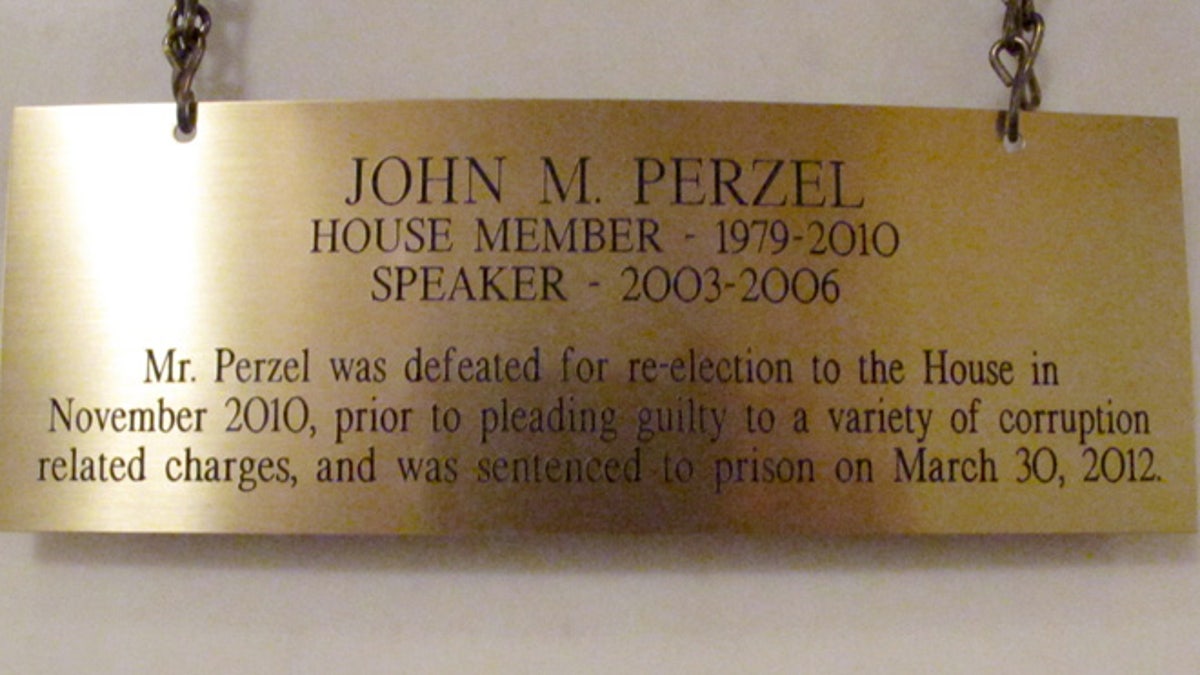 JOHN M. PERZEL
HOUSE MEMBER - 1979-2010
SPEAKER - 2003-2006
Mr. Perzel was defeated for re-election to the House in
November 2010, prior to pleading guilty to a variety of corruption
related charges, and was sentenced to prison on March 30, 2012.